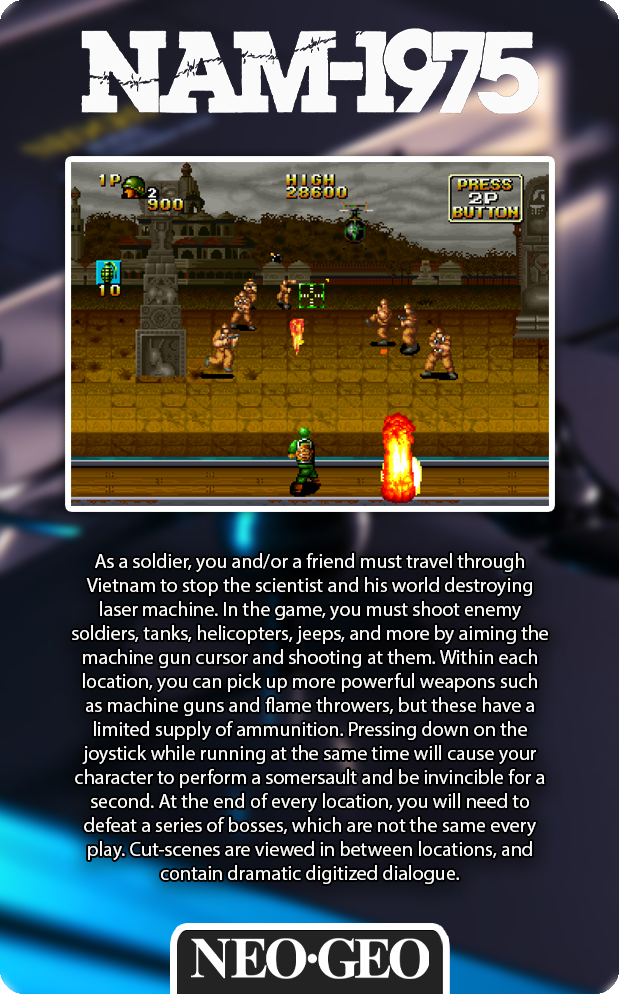 NAM-1975
1P
2
900
HIGH
28600
PRESS
2P
BUTTON
10
As a soldier, you and/or a friend must travel through
Vietnam to stop the scientist and his world destroying
laser machine. In the game, you must shoot enemy
soldiers, tanks, helicopters, jeeps, and more by aiming the
machine gun cursor and shooting at them. Within each
location, you can pick up more powerful weapons such
as machine guns and flame throwers, but these have a
limited supply of ammunition. Pressing down on the
joystick while running at the same time will cause your
character to perform a somersault and be invincible for a
second. At the end of every location, you will need to
defeat a series of bosses, which are not the same every
play. Cut-scenes are viewed in between locations, and
contain dramatic digitized dialogue.
NEO•GEO